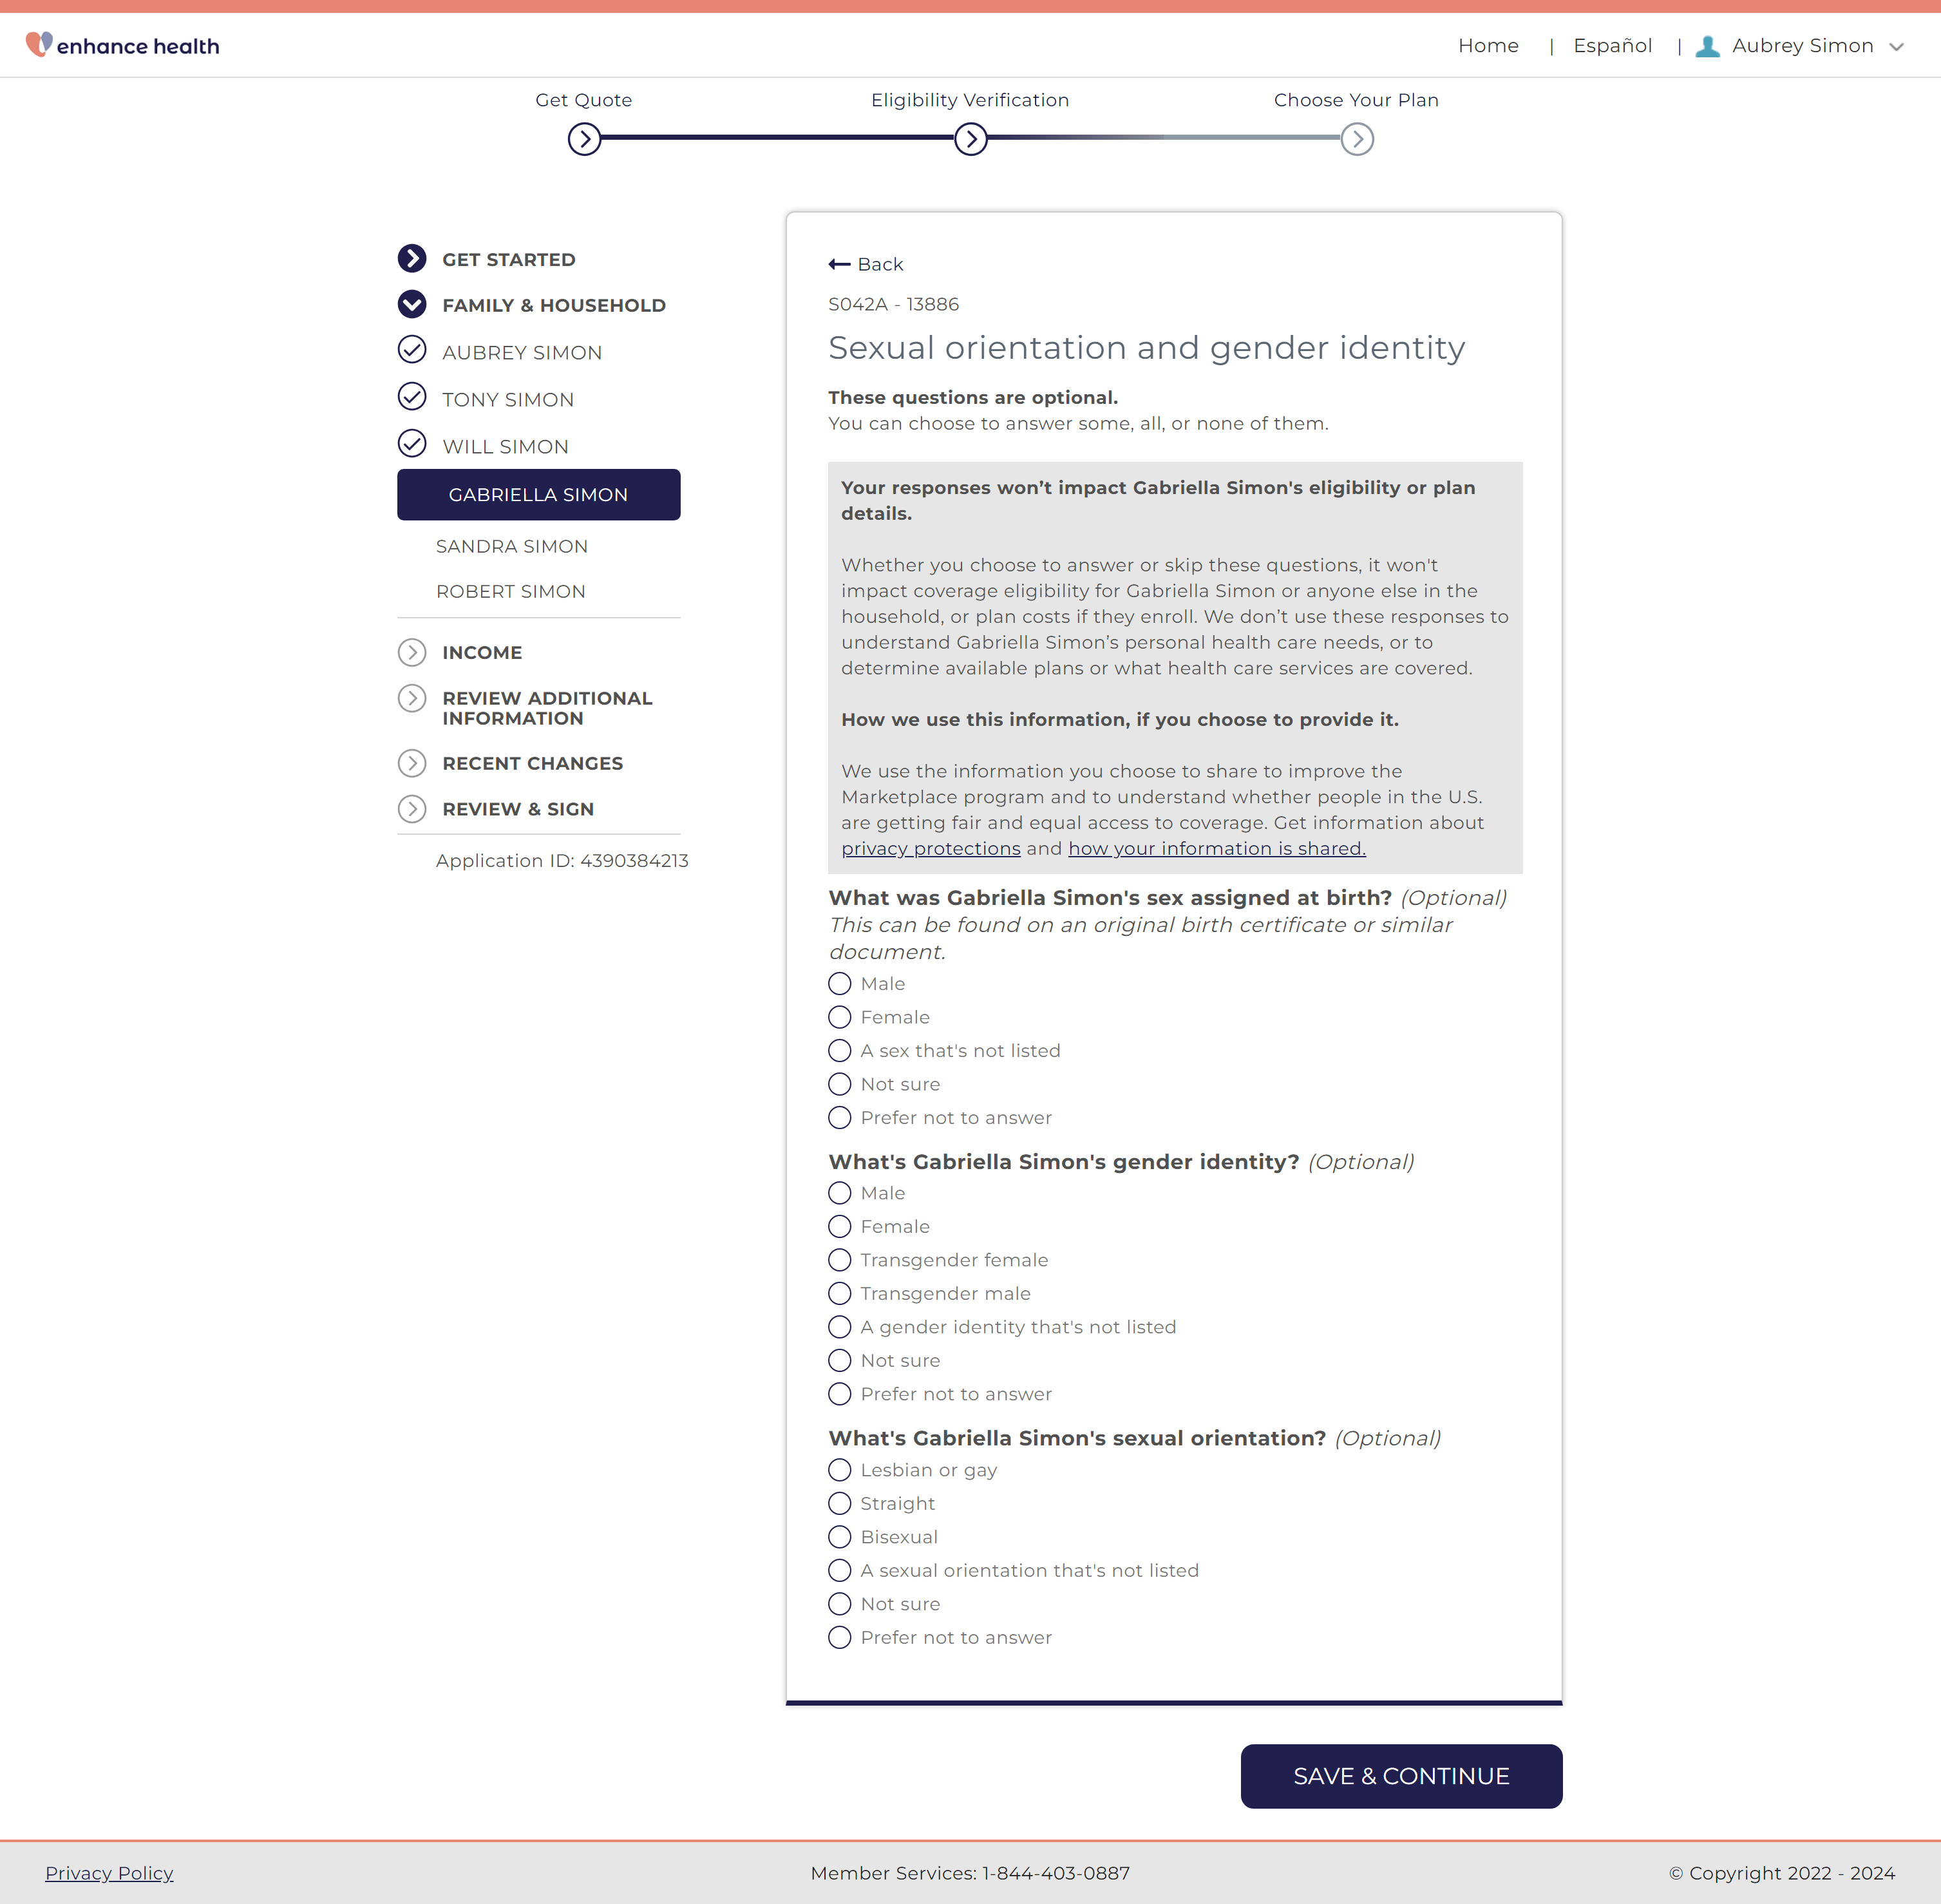 enhance health
Home | Español | Aubrey Simon
Get Quote
Eligibility Verification
Choose Your Plan
GET STARTED
FAMILY & HOUSEHOLD
AUBREY SIMON
TONY SIMON
WILL SIMON
GABRIELLA SIMON
SANDRA SIMON
ROBERT SIMON
INCOME
REVIEW ADDITIONAL
INFORMATION
RECENT CHANGES
REVIEW & SIGN
Application ID: 4390384213
Back
S042A - 13886
Sexual orientation and gender identity
These questions are optional.
You can choose to answer some, all, or none of them.
Your responses won’t impact Gabriella Simon's eligibility or plan
details.
Whether you choose to answer or skip these questions, it won't
impact coverage eligibility for Gabriella Simon or anyone else in the
household, or plan costs if they enroll. We don’t use these responses to
understand Gabriella Simon’s personal health care needs, or to
determine available plans or what health care services are covered.
How we use this information, if you choose to provide it.
We use the information you choose to share to improve the
Marketplace program and to understand whether people in the U.S.
are getting fair and equal access to coverage. Get information about
privacy protections and how your information is shared.
What was Gabriella Simon's sex assigned at birth? (Optional)
This can be found on an original birth certificate or similar
document.
Male
Female
A sex that's not listed
Not sure
Prefer not to answer
What's Gabriella Simon's gender identity? (Optional)
Male
Female
Transgender female
Transgender male
A gender identity that's not listed
Not sure
Prefer not to answer
What's Gabriella Simon's sexual orientation? (Optional)
Lesbian or gay
Straight
Bisexual
A sexual orientation that's not listed
Not sure
Prefer not to answer
SAVE & CONTINUE
Privacy Policy
Member Services: 1-844-403-0887
© Copyright 2022 - 2024